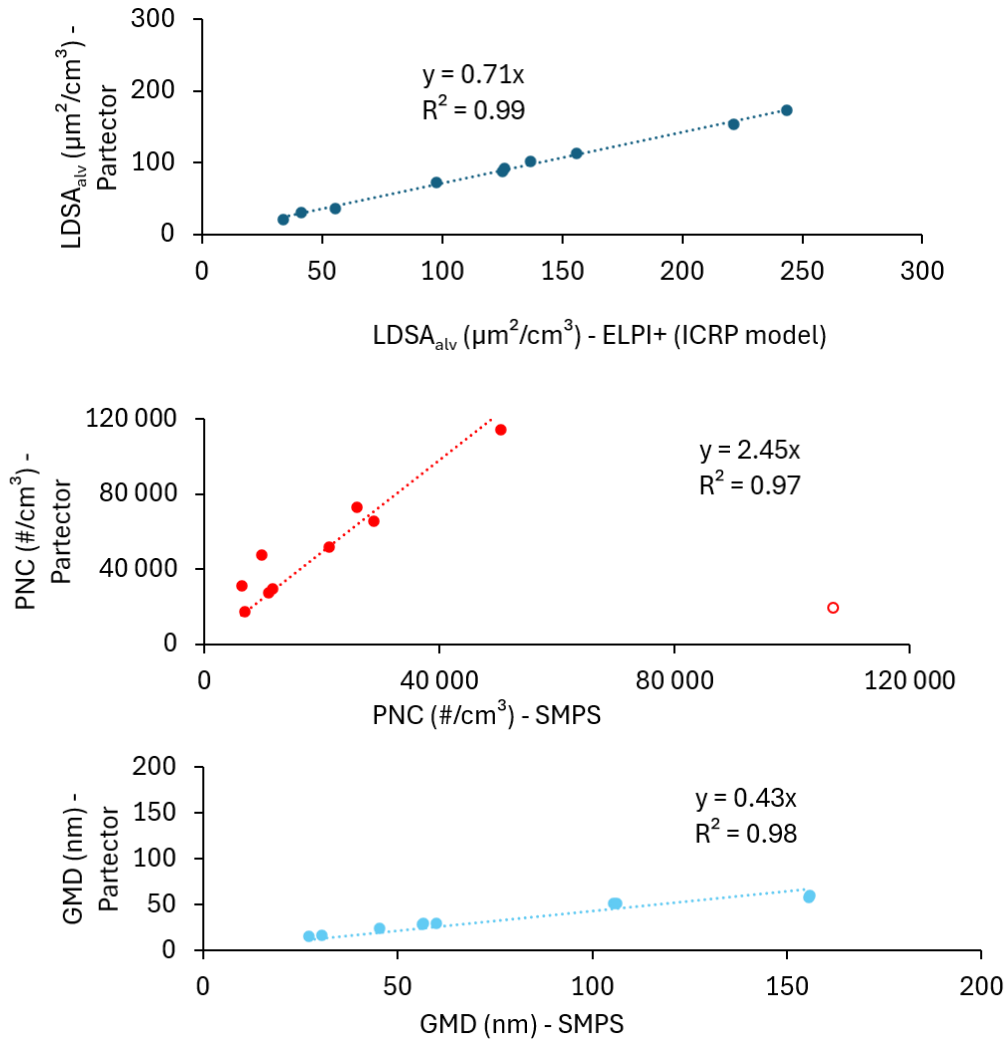 LDSAalv (µm²/cm³) -
Partector
300
200
100
0
y = 0.71x
R² = 0.99
0 50 100 150 200 250 300
LDSAalv (µm²/cm³) - ELPI+ (ICRP model)
PNC (#/cm³) -
Partector
120 000
80 000
40 000
0
y = 2.45x
R² = 0.97
0 40 000 80 000 120 000
PNC (#/cm³) - SMPS
GMD (nm) -
Partector
200
150
100
50
0
y = 0.43x
R² = 0.98
0 50 100 150 200
GMD (nm) - SMPS